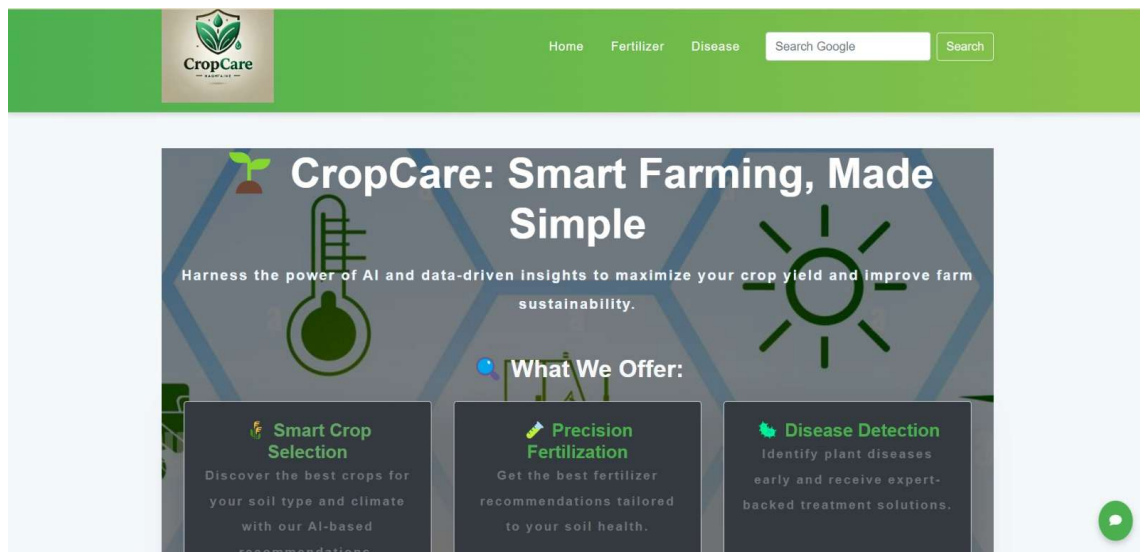 CropCare
Home
Fertilizer
Disease
Search Google
Search
CropCare: Smart Farming, Made
Simple
Harness the power of AI and data-driven insights to maximize your crop yield and improve farm
sustainability.
What We Offer:
Smart Crop
Selection
Discover the best crops for
your soil type and climate
with our AI-based
recommendations
Precision
Fertilization
Get the best fertilizer
recommendations tailored
to your soil health.
Disease Detection
Identify plant diseases
early and receive expert-
backed treatment solutions.